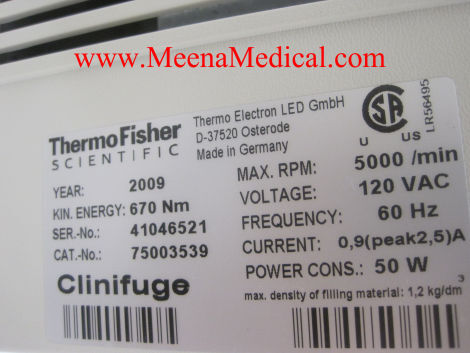 www.MeenaMedical.com
ThermoFisher
SCIENTIFIC
Thermo Electron LED GmbH
D-37520 Osterode
Made in Germany
SA
U US
LR56495
YEAR: 2009
KIN. ENERGY: 670 Nm
SER.-No.: 41046521
CAT.-No.: 75003539
Clinifuge
MAX. RPM: 5000 /min
VOLTAGE: 120 VAC
FREQUENCY: 60 Hz
CURRENT: 0,9(peak2,5)A
POWER CONS.: 50 W
max. density of filling material: 1,2 kg/dm³